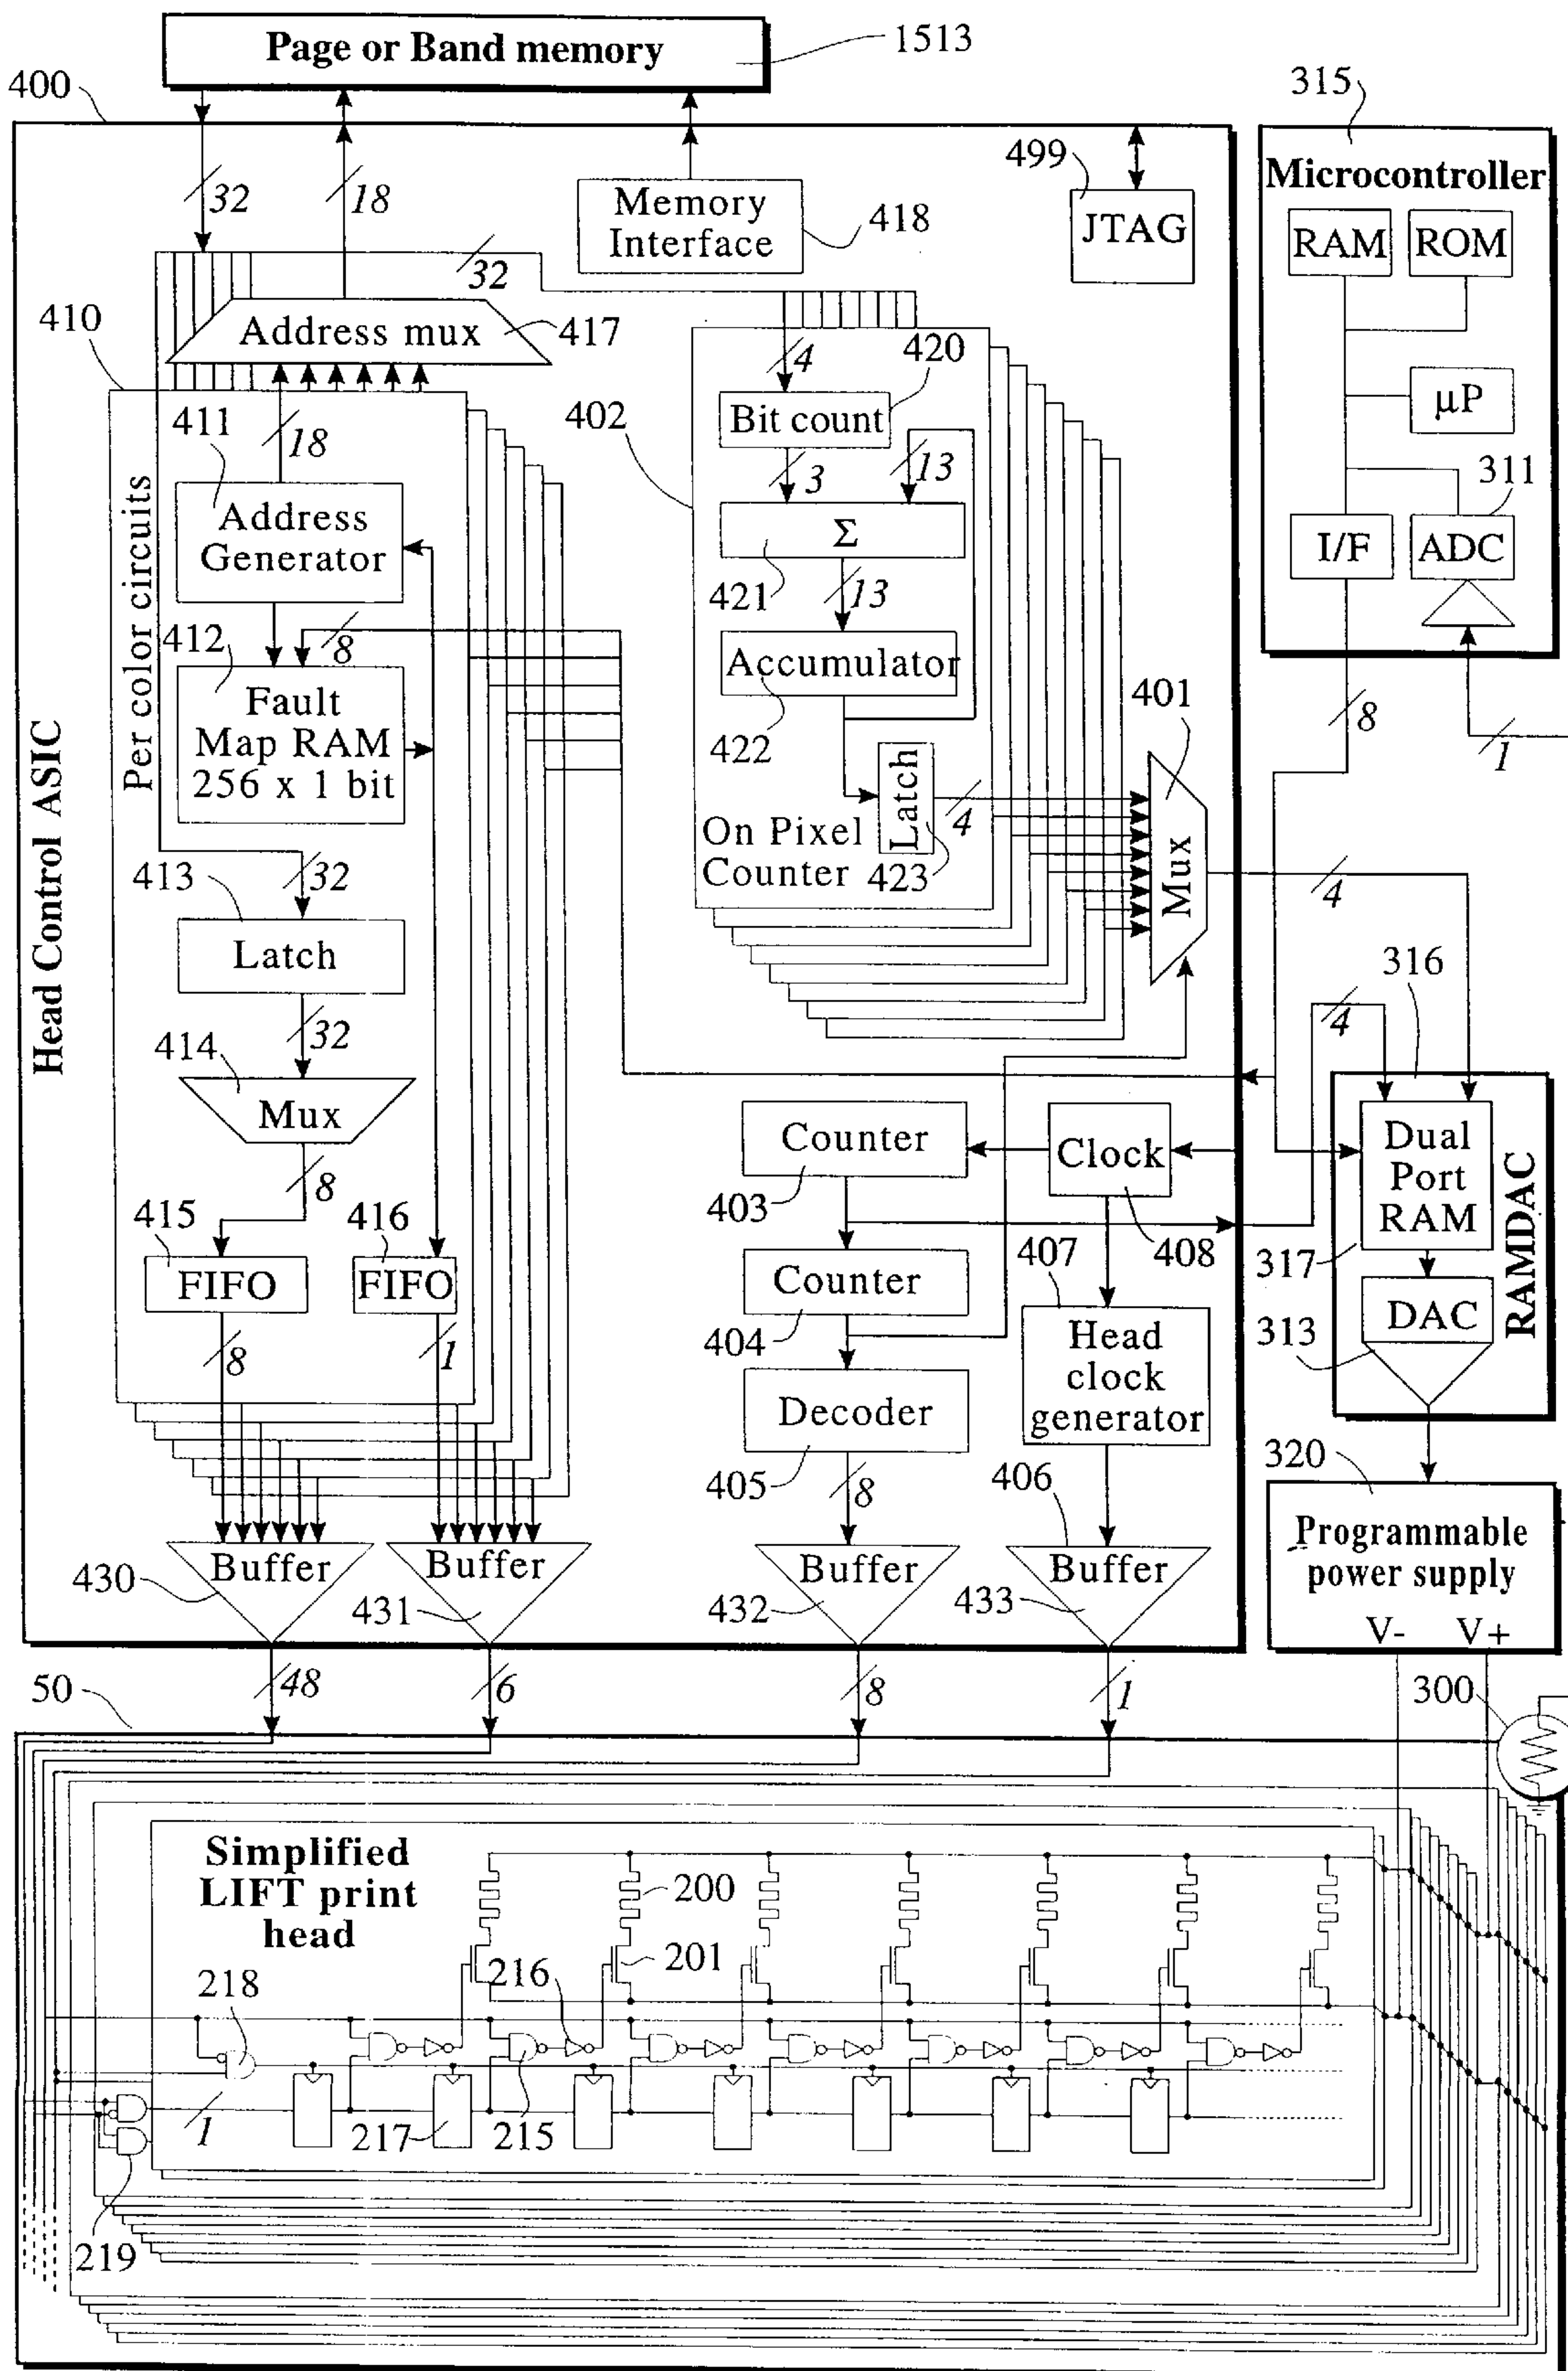 Page or Band memory
1513
400
315
499
Microcontroller
32
18
Memory
Interface
418
JTAG
RAM
ROM
32
410
Address mux
417
420
4
411
18
402
Bit count
µP
3
13
311
Address
Generator
Σ
I/F
ADC
421
13
Per color circuits
412
8
Accumulator
Fault
Map RAM
256 x 1 bit
422
401
8
1
Head Control ASIC
Latch
4
On Pixel
Counter
423
Mux
413
32
4
Latch
316
32
4
414
Mux
Counter
Clock
Dual
Port
RAM
RAMDAC
8
403
415
416
407
408
317
FIFO
FIFO
Counter
DAC
404
Head
clock
generator
313
8
1
Decoder
320
405
8
406
Programmable
power supply
Buffer
Buffer
Buffer
Buffer
430
431
432
433
V-
V+
50
48
6
8
1
300
Simplified
LIFT print
head
200
201
218
216
1
217
215
219